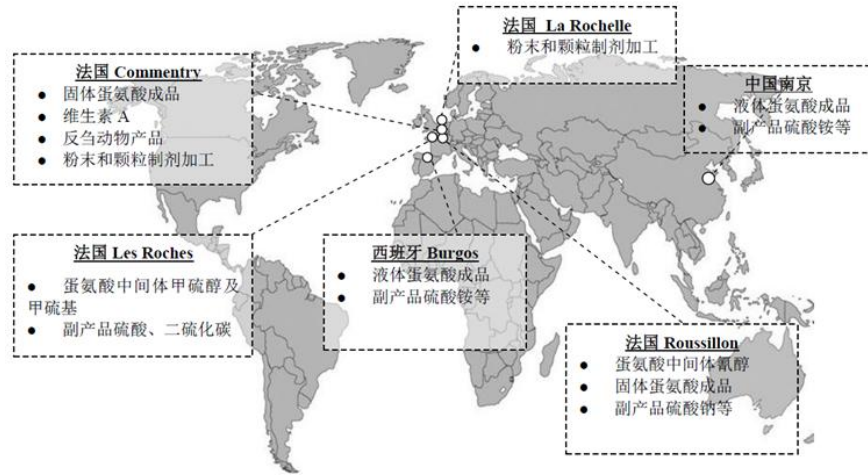 法国 La Rochelle
● 粉末和颗粒制剂加工
法国 Commentry
● 固体蛋氨酸成品
● 维生素 A
● 反刍动物产品
● 粉末和颗粒制剂加工
中国南京
● 液体蛋氨酸成品
● 副产品硫酸铵等
法国 Les Roches
● 蛋氨酸中间体甲硫醇及
甲硫基
● 副产品硫酸、二硫化碳
西班牙 Burgos
● 液体蛋氨酸成品
● 副产品硫酸铵等
法国 Roussillon
● 蛋氨酸中间体氰醇
● 固体蛋氨酸成品
● 副产品硫酸钠等